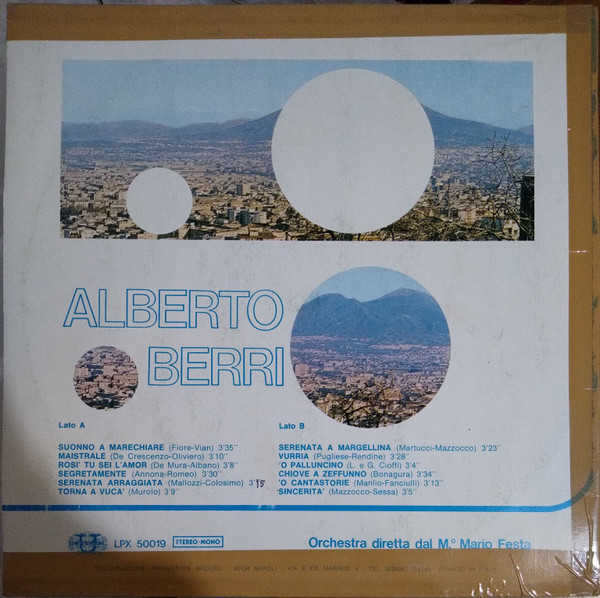 ALBERTO
BERRI
Lato A
SUONNO A MARECHIARE (Fiore-Vian) 3'35"
MAISTRALE (De Crescenzo-Oliviero) 3'10"
ROSI' TU SEI L'AMOR (De Mura-Albano) 3'8"
SEGRETAMENTE (Annona-Romeo) 3'30"
SERENATA ARRAGGIATA (Mallozzi-Colosimo) 3'15
TORNA A VUCA' (Murolo) 3'9"
Lato B
SERENATA A MARGELLINA (Martucci-Mazzocco) 3'23"
VURRIA (Pugliese-Rendine) 3'28"
'O PALLUNCINO (L. e G. Cioffi) 3'4"
CHIOVE A ZEFFUNNO (Bonagura) 3'34"
'O CANTASTORIE (Manlio-Fanciulli) 3'13"
SINCERITA' (Mazzocco-Sessa) 3'5"
LPX 50019 STEREO-MONO
Orchestra diretta dal M.º Mario Festa
NAPOLI - VIA